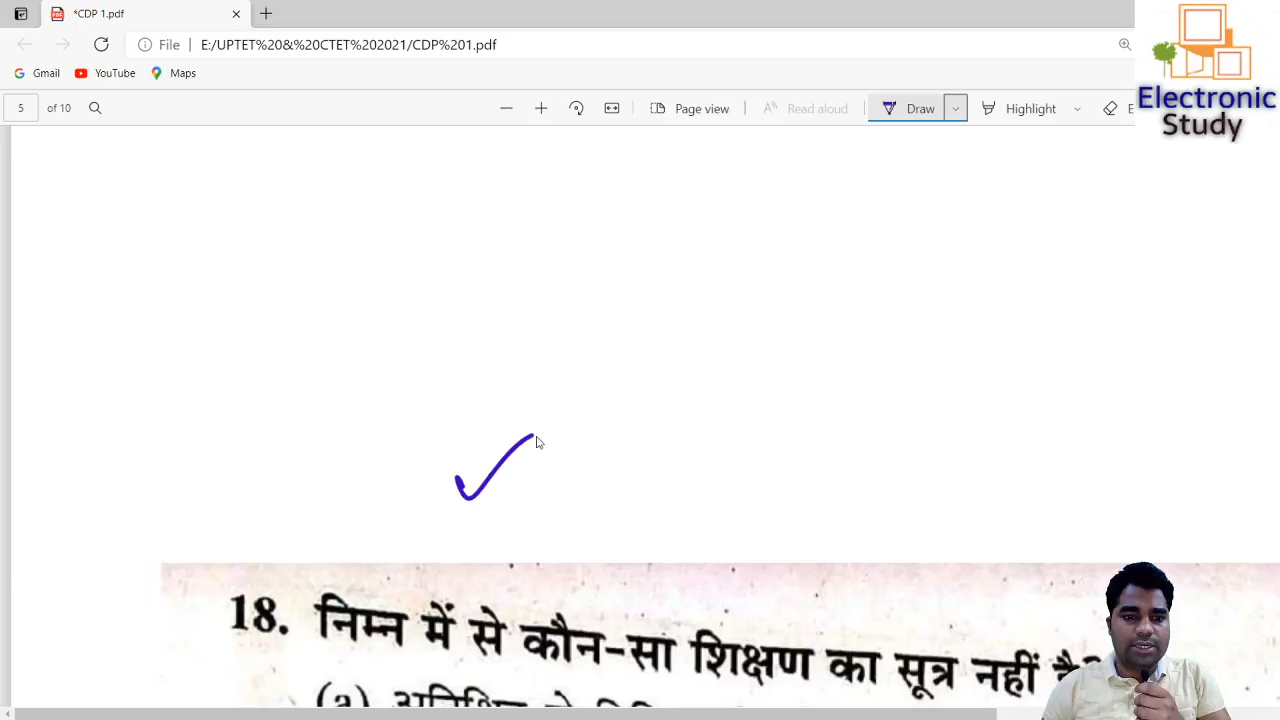 *CDP 1.pdf
File E:/UPTET%20&%20CTET%202021/CDP%201.pdf
Gmail YouTube Maps
5 of 10 Page view Read aloud Draw Highlight
Electronic
Study
18. निम्न में से कौन-सा शिक्षण का सूत्र नहीं है?
(a)